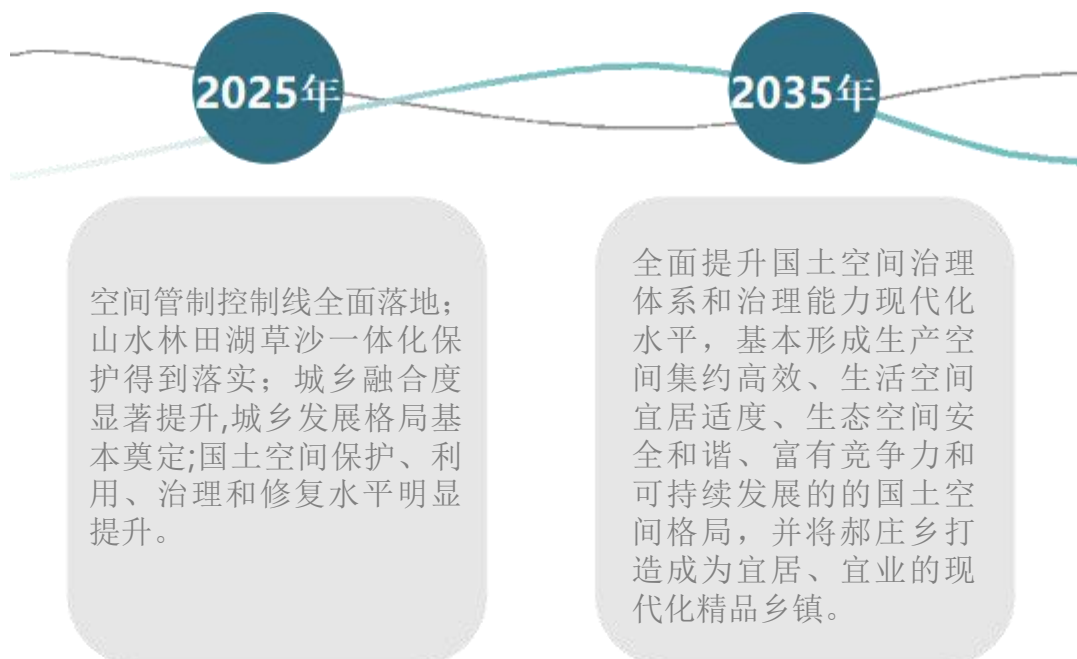 2025年
2035年
空间管制控制线全面落地；
山水林田湖草沙一体化保
护得到落实；城乡融合度
显著提升,城乡发展格局基
本奠定;国土空间保护、利
用、治理和修复水平明显
提升。
全面提升国土空间治理
体系和治理能力现代化
水平，基本形成生产空
间集约高效、生活空间
宜居适度、生态空间安
全和谐、富有竞争力和
可持续发展的的国土空
间格局，并将郝庄乡打
造成为宜居、宜业的现
代化精品乡镇。